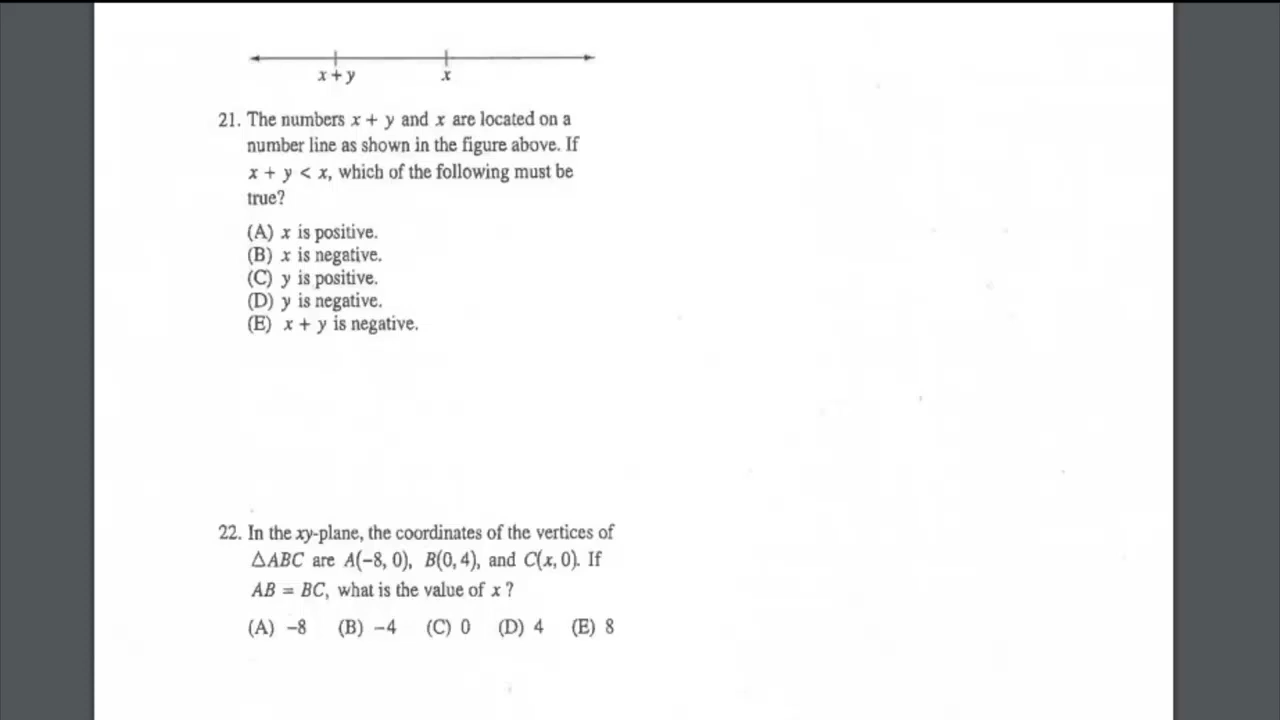 x + y x
21. The numbers x + y and x are located on a
number line as shown in the figure above. If
x + y < x, which of the following must be
true?
(A) x is positive.
(B) x is negative.
(C) y is positive.
(D) y is negative.
(E) x + y is negative.
22. In the xy-plane, the coordinates of the vertices of
△ABC are A(−8, 0), B(0, 4), and C(x, 0). If
AB = BC, what is the value of x ?
(A) −8 (B) −4 (C) 0 (D) 4 (E) 8